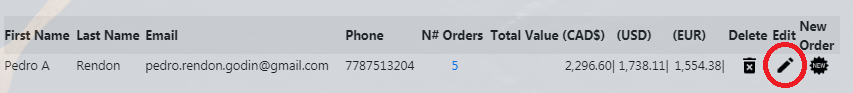 First Name Last Name Email Phone N# Orders Total Value (CAD$) (USD) (EUR) Delete Edit New Order
Pedro A Rendon pedro.rendon.godin@gmail.com 7787513204 5 2,296.60| 1,738.11| 1,554.38| NEW